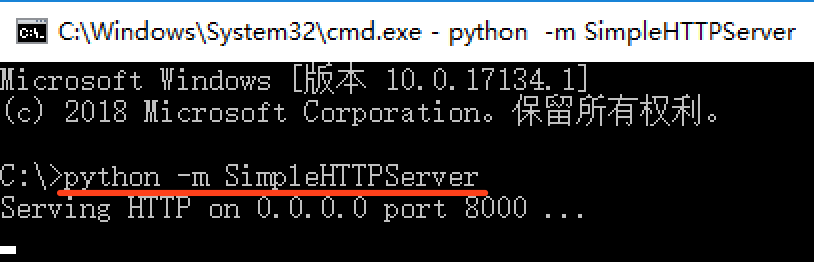 C:\Windows\System32\cmd.exe - python  -m SimpleHTTPServer
Microsoft Windows [版本 10.0.17134.1]
(c) 2018 Microsoft Corporation。保留所有权利。
C:\>python -m SimpleHTTPServer
Serving HTTP on 0.0.0.0 port 8000 ...